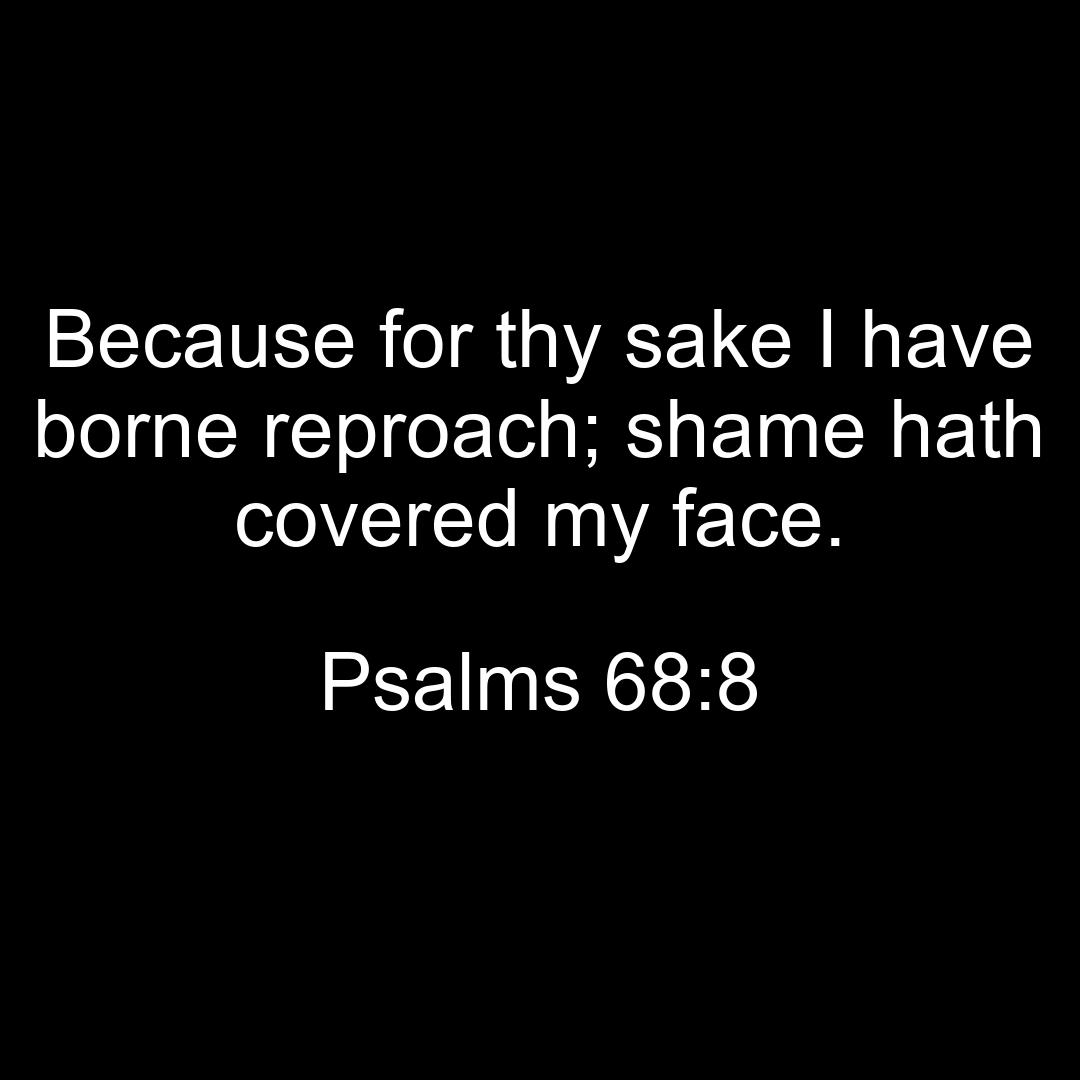 Because for thy sake I have
borne reproach; shame hath
covered my face.
Psalms 68:8